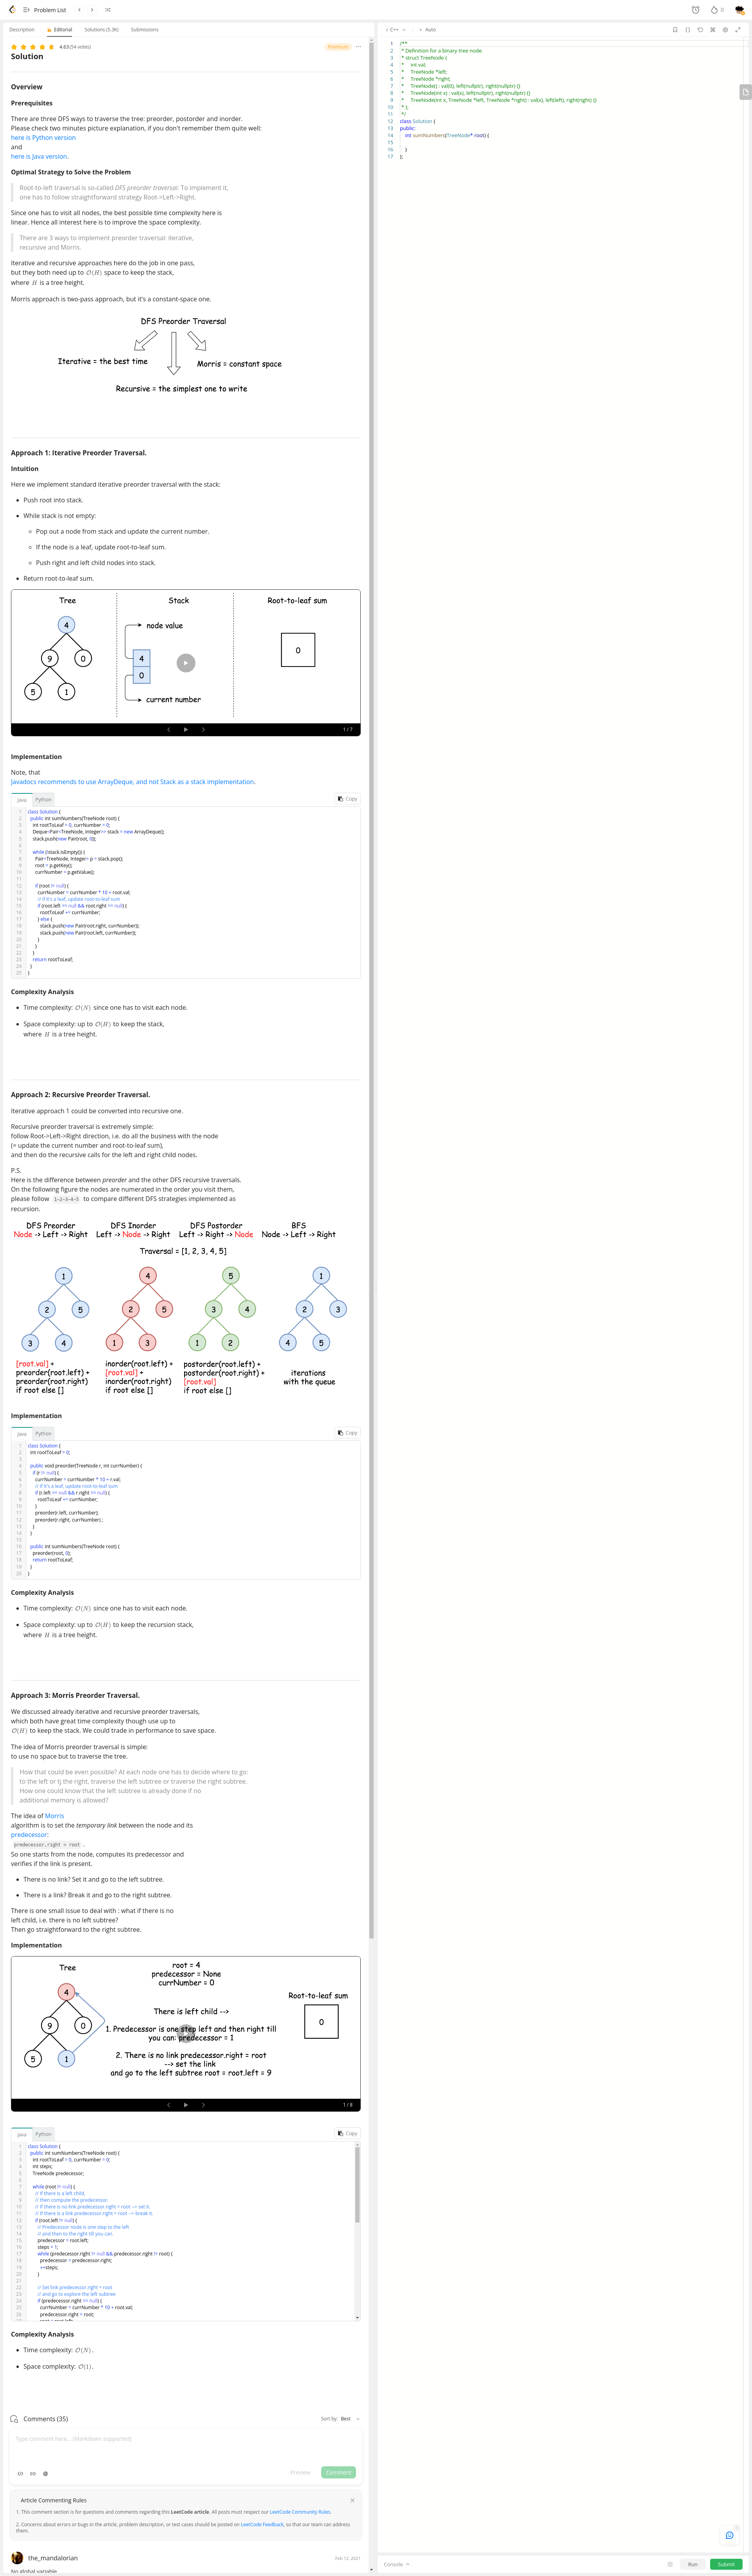 Problem List
0
Description
Editorial
Solutions (5.3K)
Submissions
4.63 (54 votes)
Premium
Solution
Overview
Prerequisites
There are three DFS ways to traverse the tree: preorder, postorder and inorder.
Please check two minutes picture explanation, if you don't remember them quite well:
here is Python version
and
here is Java version.
Optimal Strategy to Solve the Problem
Root-to-left traversal is so-called DFS preorder traversal. To implement it,
one has to follow straightforward strategy Root->Left->Right.
Since one has to visit all nodes, the best possible time complexity here is
linear. Hence all interest here is to improve the space complexity.
There are 3 ways to implement preorder traversal: iterative,
recursive and Morris.
Iterative and recursive approaches here do the job in one pass,
but they both need up to O(H) space to keep the stack,
where H is a tree height.
Morris approach is two-pass approach, but it's a constant-space one.
DFS Preorder Traversal
Iterative = the best time
Morris = constant space
Recursive = the simplest one to write
Approach 1: Iterative Preorder Traversal.
Intuition
Here we implement standard iterative preorder traversal with the stack:
Push root into stack.
While stack is not empty:
Pop out a node from stack and update the current number.
If the node is a leaf, update root-to-leaf sum.
Push right and left child nodes into stack.
Return root-to-leaf sum.
Tree
Stack
Root-to-leaf sum
4
node value
9
0
4
0
0
5
1
current number
1 / 7
Implementation
Note, that
Javadocs recommends to use ArrayDeque, and not Stack as a stack implementation.
Java
Python
Copy
1 class Solution {
2 public int sumNumbers(TreeNode root) {
3 int rootToLeaf = 0, currNumber = 0;
4 Deque<Pair<TreeNode, Integer>> stack = new ArrayDeque();
5 stack.push(new Pair(root, 0));
6
7 while (!stack.isEmpty()) {
8 Pair<TreeNode, Integer> p = stack.pop();
9 root = p.getKey();
10 currNumber = p.getValue();
11
12 if (root != null) {
13 currNumber = currNumber * 10 + root.val;
14 // if it's a leaf, update root-to-leaf sum
15 if (root.left == null && root.right == null) {
16 rootToLeaf += currNumber;
17 } else {
18 stack.push(new Pair(root.right, currNumber));
19 stack.push(new Pair(root.left, currNumber));
20 }
21 }
22 }
23 return rootToLeaf;
24 }
25 }
Complexity Analysis
Time complexity: O(N) since one has to visit each node.
Space complexity: up to O(H) to keep the stack,
where H is a tree height.
Approach 2: Recursive Preorder Traversal.
Iterative approach 1 could be converted into recursive one.
Recursive preorder traversal is extremely simple:
follow Root->Left->Right direction, i.e. do all the business with the node
(= update the current number and root-to-leaf sum),
and then do the recursive calls for the left and right child nodes.
P.S.
Here is the difference between preorder and the other DFS recursive traversals.
On the following figure the nodes are numerated in the order you visit them,
please follow 1-2-3-4-5 to compare different DFS strategies implemented as
recursion.
DFS Preorder
DFS Inorder
DFS Postorder
BFS
Node -> Left -> Right
Left -> Node -> Right
Left -> Right -> Node
Node -> Left -> Right
Traversal = [1, 2, 3, 4, 5]
1
4
5
1
2
5
2
5
3
4
2
3
3
4
1
3
1
2
4
5
[root.val] +
preorder(root.left) +
preorder(root.right)
if root else []
inorder(root.left) +
[root.val] +
inorder(root.right)
if root else []
postorder(root.left) +
postorder(root.right) +
[root.val]
if root else []
iterations
with the queue
Implementation
Java
Python
Copy
1 class Solution {
2 int rootToLeaf = 0;
3
4 public void preorder(TreeNode r, int currNumber) {
5 if (r != null) {
6 currNumber = currNumber * 10 + r.val;
7 // if it's a leaf, update root-to-leaf sum
8 if (r.left == null && r.right == null) {
9 rootToLeaf += currNumber;
10 }
11 preorder(r.left, currNumber);
12 preorder(r.right, currNumber) ;
13 }
14 }
15
16 public int sumNumbers(TreeNode root) {
17 preorder(root, 0);
18 return rootToLeaf;
19 }
20 }
Complexity Analysis
Time complexity: O(N) since one has to visit each node.
Space complexity: up to O(H) to keep the recursion stack,
where H is a tree height.
Approach 3: Morris Preorder Traversal.
We discussed already iterative and recursive preorder traversals,
which both have great time complexity though use up to
O(H) to keep the stack. We could trade in performance to save space.
The idea of Morris preorder traversal is simple:
to use no space but to traverse the tree.
How that could be even possible? At each node one has to decide where to go:
to the left or tj the right, traverse the left subtree or traverse the right subtree.
How one could know that the left subtree is already done if no
additional memory is allowed?
The idea of Morris
algorithm is to set the temporary link between the node and its
predecessor:
predecessor.right = root .
So one starts from the node, computes its predecessor and
verifies if the link is present.
There is no link? Set it and go to the left subtree.
There is a link? Break it and go to the right subtree.
There is one small issue to deal with : what if there is no
left child, i.e. there is no left subtree?
Then go straightforward to the right subtree.
Implementation
Tree
root = 4
predecessor = None
currNumber = 0
Root-to-leaf sum
4
There is left child -->
9
0
1. Predecessor is one step left and then right till
you can: predecessor = 1
0
5
1
2. There is no link predecessor.right = root
--> set the link
and go to the left subtree root = root.left = 9
1 / 8
Java
Python
Copy
1 class Solution {
2 public int sumNumbers(TreeNode root) {
3 int rootToLeaf = 0, currNumber = 0;
4 int steps;
5 TreeNode predecessor;
6
7 while (root != null) {
8 // If there is a left child,
9 // then compute the predecessor.
10 // If there is no link predecessor.right = root --> set it.
11 // If there is a link predecessor.right = root --> break it.
12 if (root.left != null) {
13 // Predecessor node is one step to the left
14 // and then to the right till you can.
15 predecessor = root.left;
16 steps = 1;
17 while (predecessor.right != null && predecessor.right != root) {
18 predecessor = predecessor.right;
19 ++steps;
20 }
21
22 // Set link predecessor.right = root
23 // and go to explore the left subtree
24 if (predecessor.right == null) {
25 currNumber = currNumber * 10 + root.val;
26 predecessor.right = root;
Complexity Analysis
Time complexity: O(N).
Space complexity: O(1).
Comments (35)
Sort by: Best
Type comment here... (Markdown supported)
Preview
Comment
Article Commenting Rules
1. This comment section is for questions and comments regarding this LeetCode article. All posts must respect our LeetCode Community Rules.
2. Concerns about errors or bugs in the article, problem description, or test cases should be posted on LeetCode Feedback, so that our team can address
them.
the_mandalorian
Feb 12, 2021
No global variable
C++
Auto
1 /**
2 * Definition for a binary tree node.
3 * struct TreeNode {
4 * int val;
5 * TreeNode *left;
6 * TreeNode *right;
7 * TreeNode() : val(0), left(nullptr), right(nullptr) {}
8 * TreeNode(int x) : val(x), left(nullptr), right(nullptr) {}
9 * TreeNode(int x, TreeNode *left, TreeNode *right) : val(x), left(left), right(right) {}
10 * };
11 */
12 class Solution {
13 public:
14 int sumNumbers(TreeNode* root) {
15
16 }
17 };
Console
Run
Submit